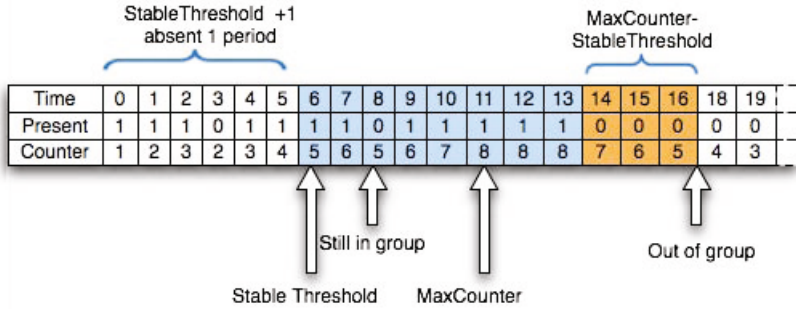 StableThreshold +1
absent 1 period
MaxCounter-
StableThreshold
Time 0 1 2 3 4 5 6 7 8 9 10 11 12 13 14 15 16 18 19
Present 1 1 1 0 1 1 1 1 0 1 1 1 1 1 0 0 0 0 0
Counter 1 2 3 2 3 4 5 6 5 6 7 8 8 8 7 6 5 4 3
Still in group
Out of group
Stable Threshold MaxCounter